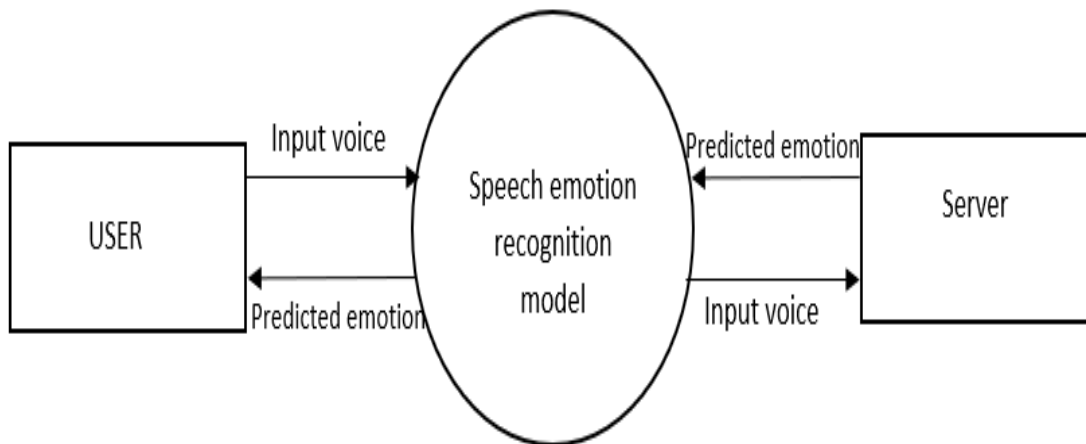 Input voice
Predicted emotion
Speech emotion
recognition
model
USER
Server
Predicted emotion
Input voice